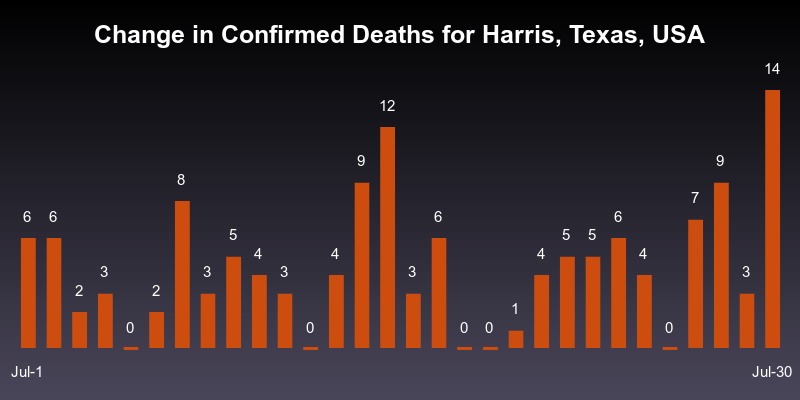 Change in Confirmed Deaths for Harris, Texas, USA
6 6 2 3 0 2 8 3 5 4 3 0 4 9 12 3 6 0 0 1 4 5 5 6 4 0 7 9 3 14
Jul-1 Jul-30